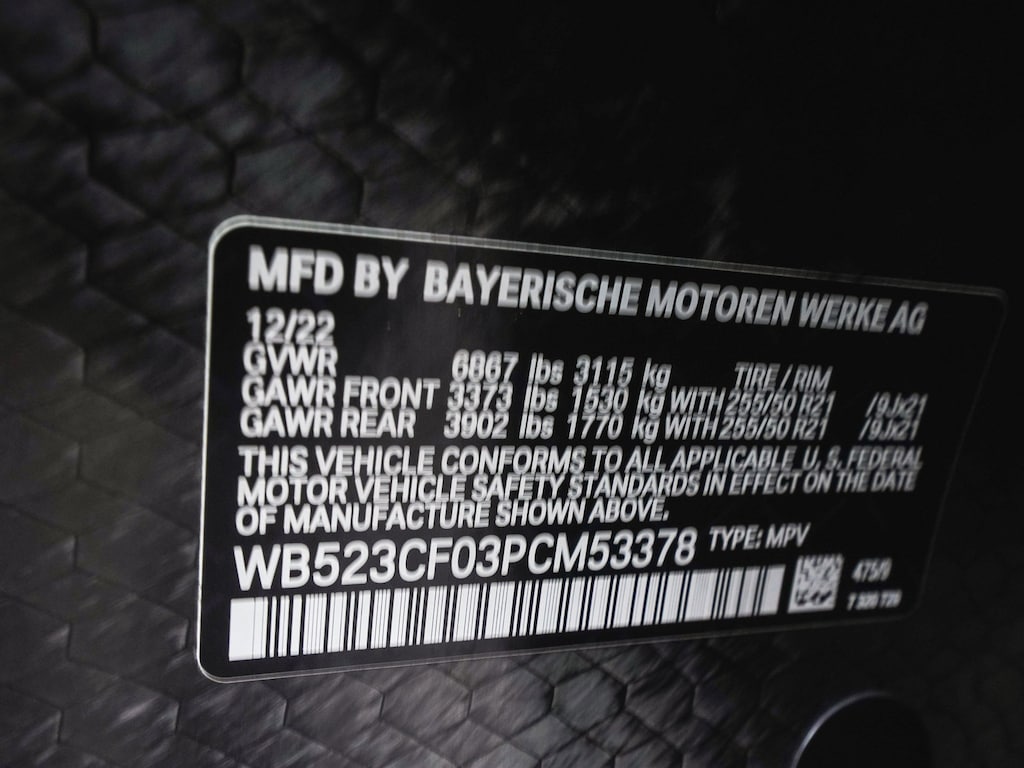 MFD BY BAYERISCHE MOTOREN WERKE AG
12/22
GVWR 6867 lbs 3115 kg TIRE / RIM
GAWR FRONT 3373 lbs 1530 kg WITH 255/50 R21 /9Jx21
GAWR REAR 3902 lbs 1770 kg WITH 255/50 R21 /9Jx21
THIS VEHICLE CONFORMS TO ALL APPLICABLE U. S. FEDERAL
MOTOR VEHICLE SAFETY STANDARDS IN EFFECT ON THE DATE
OF MANUFACTURE SHOWN ABOVE.
WB523CF03PCM53378 TYPE: MPV